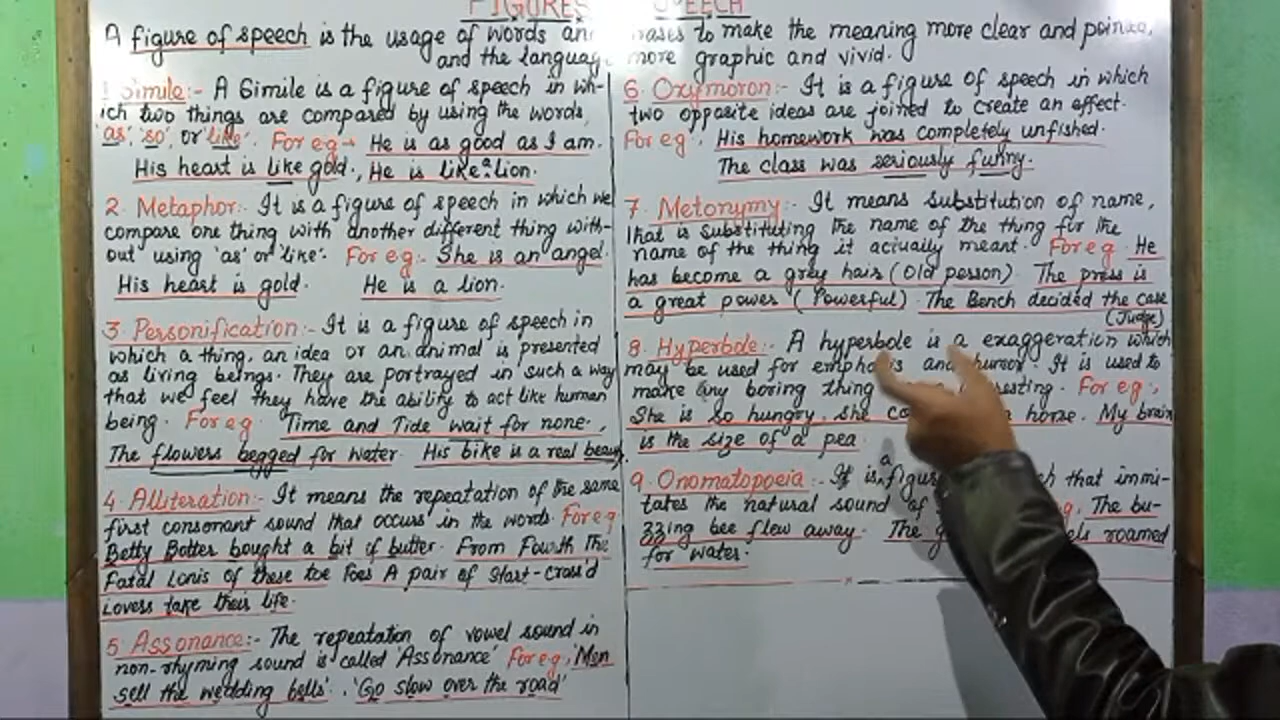 FIGURES SPEECH
A figure of speech is the usage of words an to make the meaning more clear and
and the languag more graphic and vivid.
1. Simile:- A Simile is a figure of speech in wh-
ich two things are compared by using the words,
'as', 'so', or 'like'. For eg → He is as good as I am.
His heart is like gold., He is like a lion.
2. Metaphor:- It is a figure of speech in which we
compare one thing with another different thing with-
out using 'as' or 'like'. For eg:- She is an angel.
His heart is gold. He is a lion.
3. Personification:- It is a figure of speech in
which a thing, an idea or an animal is presented
as living beings. They are portrayed in such a way
that we feel they have the ability to act like human
being. For eg. Time and Tide wait for none.,
The flowers begged for water. His bike is a real beauty.
4. Alliteration:- It means the repeatation of the same
first consonant sound that occurs in the words. For eg.
Betty Botter bought a bit of butter. From Fourth The
Fatal Lonis of these toe Foes A pair of Start-cross'd
Lovess take their life.
5. Assonance:- The repeatation of vowel sound in
non-rhyming sound is called 'Assonance' For eg, 'Men
sell the wedding bells'., 'Go slow over the road'
6. Oxymoron:- It is a figure of speech in which
two opposite ideas are joined to create an effect.
For eg., His homework was completely unfished.
The class was seriously funny.
7. Metonymy:- It means substitution of name,
that is substituting the name of the thing for the
name of the thing it actually meant. For eg. He
has become a grey hair (Old person) The press is
a great power (Powerful). The Bench decided the case
(Judge)
8. Hyperbole:- A hyperbole is a exaggeration which
may be used for and humor. It is used to
make any boring thing For eg.,
She is so hungry, she horse. My brain
is the size of a pea.
9. Onomatopoeia:- It is a that immi-
tates the natural sound of The bu-
zzing bee flew away. The roamed
for water.